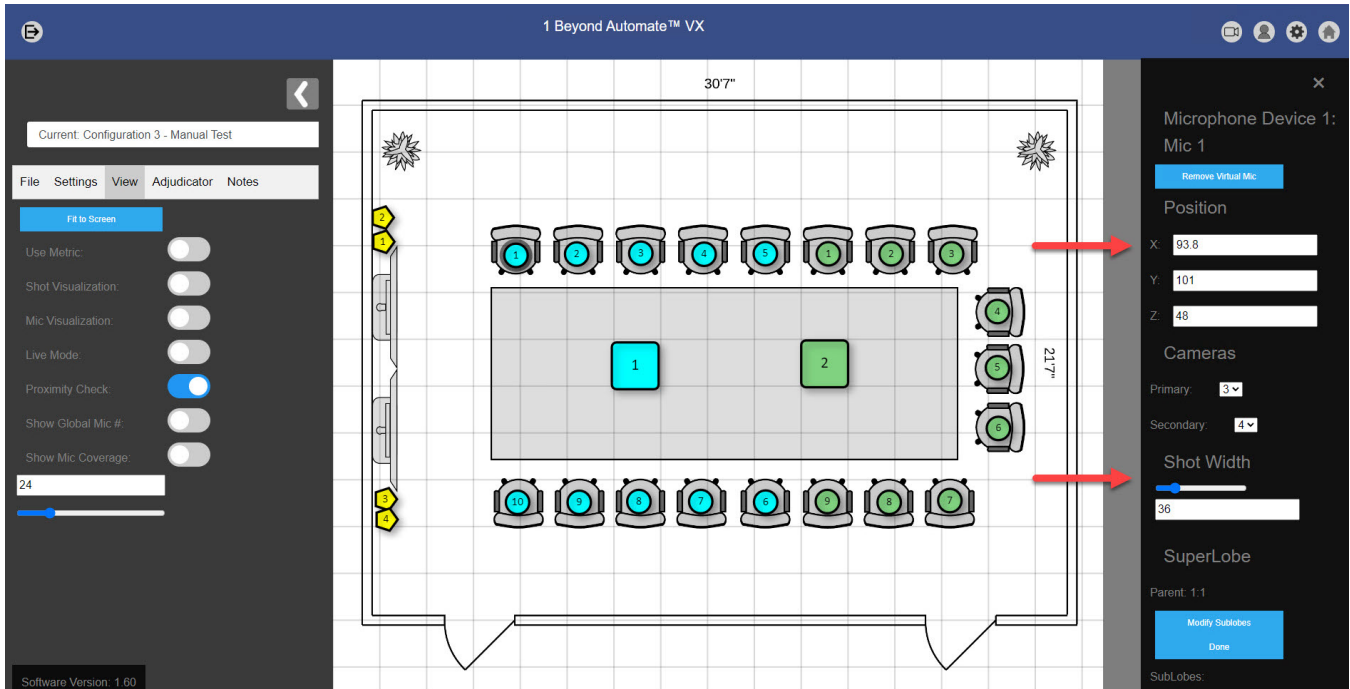 1 Beyond Automate™ VX
Current: Configuration 3 - Manual Test
File Settings View Adjudicator Notes
Fit to Screen
Use Metric:
Shot Visualization:
Mic Visualization:
Live Mode:
Proximity Check:
Show Global Mic #:
Show Mic Coverage:
24
Software Version: 1.60
30'7"
2
1
1 2 3 4 5 1 2 3
4
1 2
5
21'7"
6
3
4
10 9 8 7 6 9 8 7
×
Microphone Device 1:
Mic 1
Remove Virtual Mic
Position
X: 93.8
Y: 101
Z: 48
Cameras
Primary: 3
Secondary: 4
Shot Width
36
SuperLobe
Parent: 1:1
Modify Sublobes
Done
SubLobes: